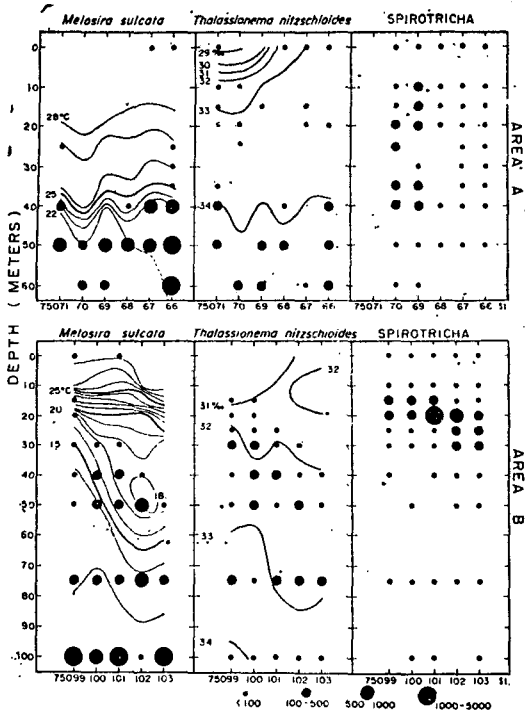 Melosira sulcata Thalassionema nitzschioides SPIROTRICHA
0
10
20
30
40
50
60
28°C
25
22
29‰
30
31
32
33
34
75071 70 69 68 67 66
75071 70 69 68 67 66
75071 70 69 68 67 66 St
AREA A
DEPTH (METERS)
Melosira sulcata Thalassionema nitzschioides SPIROTRICHA
0
10
20
30
40
50
60
70
80
90
100
25°C
20
15
18
31‰
32
32
33
34
75099 100 101 102 103
75099 100 101 102 103
75099 100 101 102 103 St.
AREA B
<100 100-500 500 1000 1000-5000